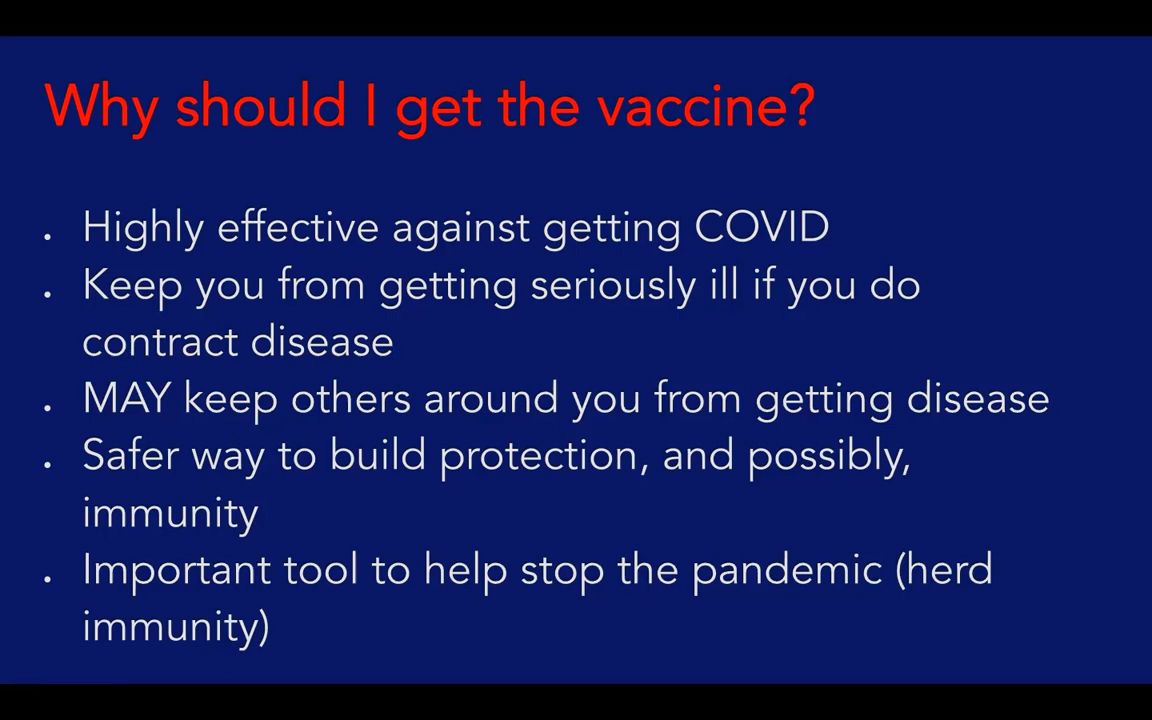 Why should I get the vaccine?
. Highly effective against getting COVID
. Keep you from getting seriously ill if you do
contract disease
. MAY keep others around you from getting disease
. Safer way to build protection, and possibly,
immunity
. Important tool to help stop the pandemic (herd
immunity)